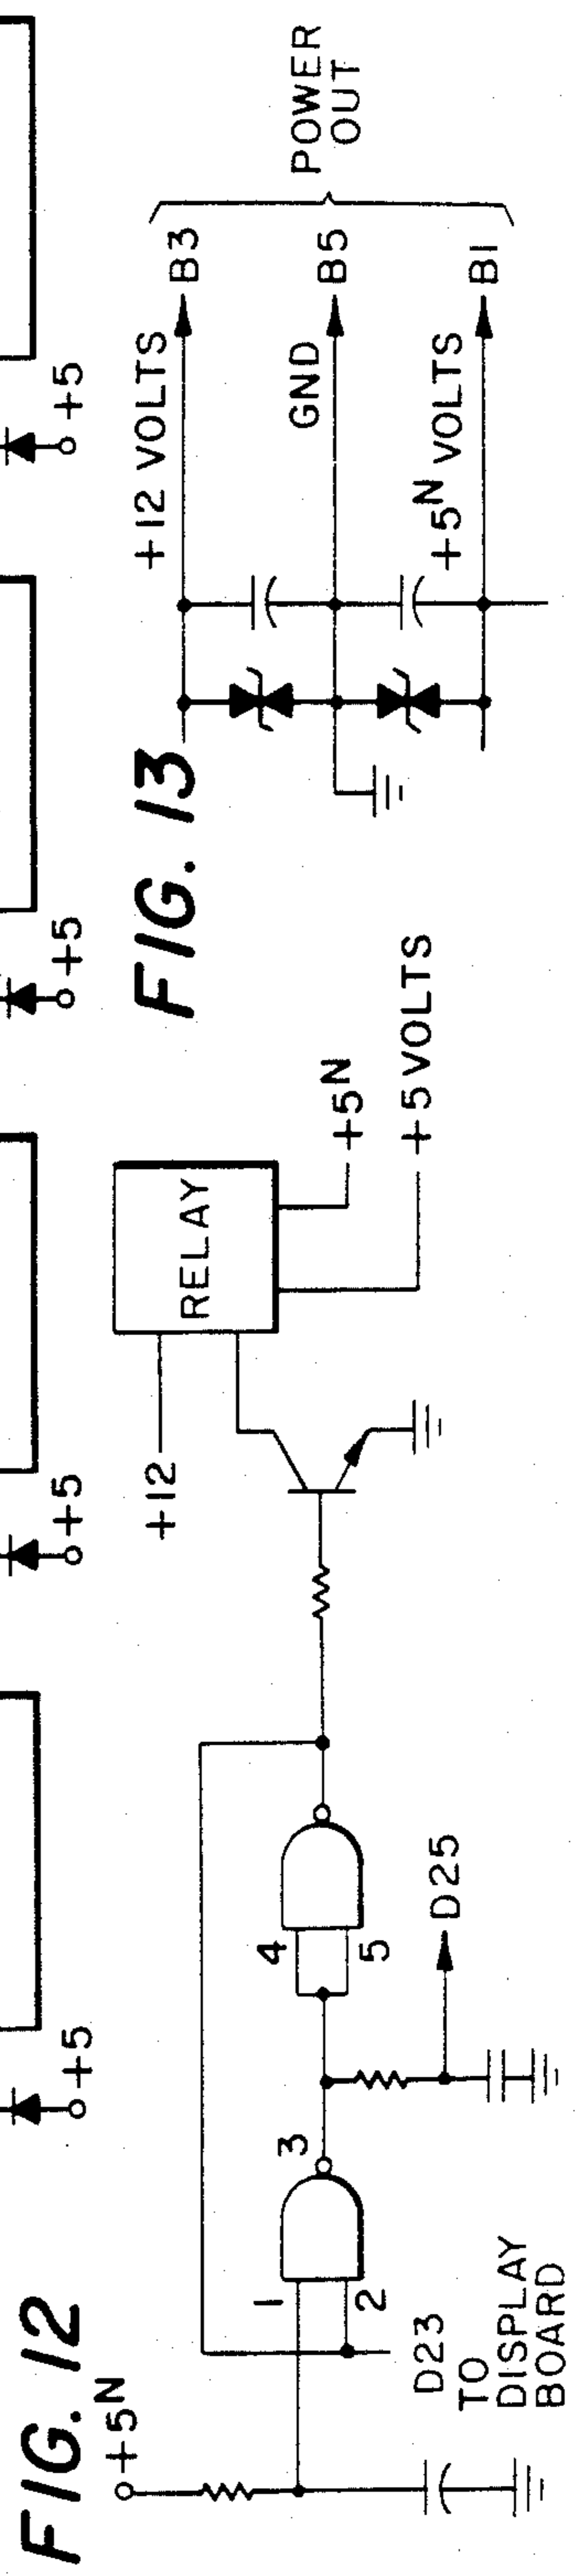 +5
+5
+5
+5
FIG. 12
+5N
1
2
3
4
5
D23
TO
DISPLAY
BOARD
D25
+12
RELAY
+5N
+5 VOLTS
FIG. 13
+12 VOLTS
B3
GND
B5
+5N VOLTS
B1
POWER
OUT